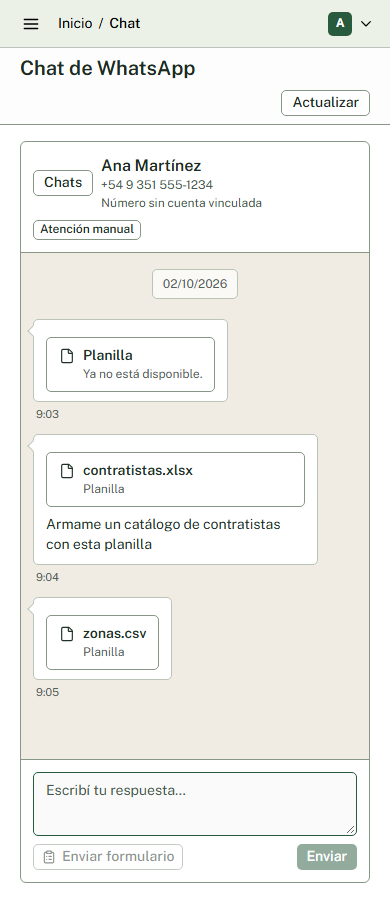 Inicio / Chat
A
Chat de WhatsApp
Actualizar
Chats
Ana Martínez
+54 9 351 555-1234
Número sin cuenta vinculada
Atención manual
02/10/2026
Planilla
Ya no está disponible.
9:03
contratistas.xlsx
Planilla
Armame un catálogo de contratistas
con esta planilla
9:04
zonas.csv
Planilla
9:05
Escribí tu respuesta...
Enviar formulario
Enviar